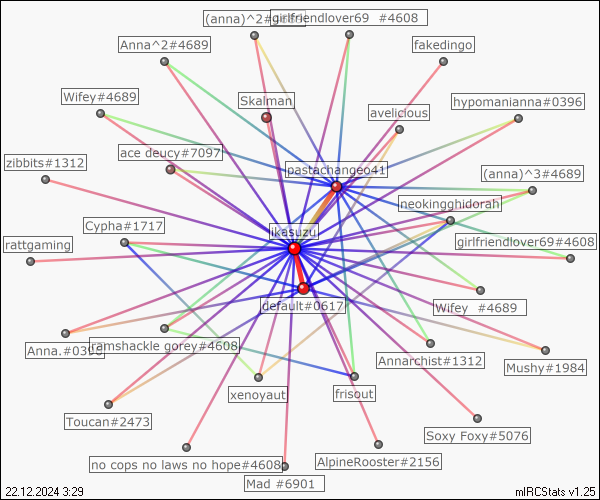 (anna)^2#4689
girlfriendlover69 #4608
Anna^2#4689
fakedingo
Wifey#4689
Skalman
avelicious
hypomanianna#0396
ace deucy#7097
zibbits#1312
pastachangeo41
(anna)^3#4689
neokingghidorah
Cypha#1717
ikasuzu
rattgaming
girlfriendlover69#4608
default#0617
Wifey #4689
Anna.#0396
ramshackle gorey#4608
Annarchist#1312
Mushy#1984
xenoyaut
frisout
Toucan#2473
Soxy Foxy#5076
no cops no laws no hope#4608
AlpineRooster#2156
Mad #6901
22.12.2024 3:29
mIRCStats v1.25